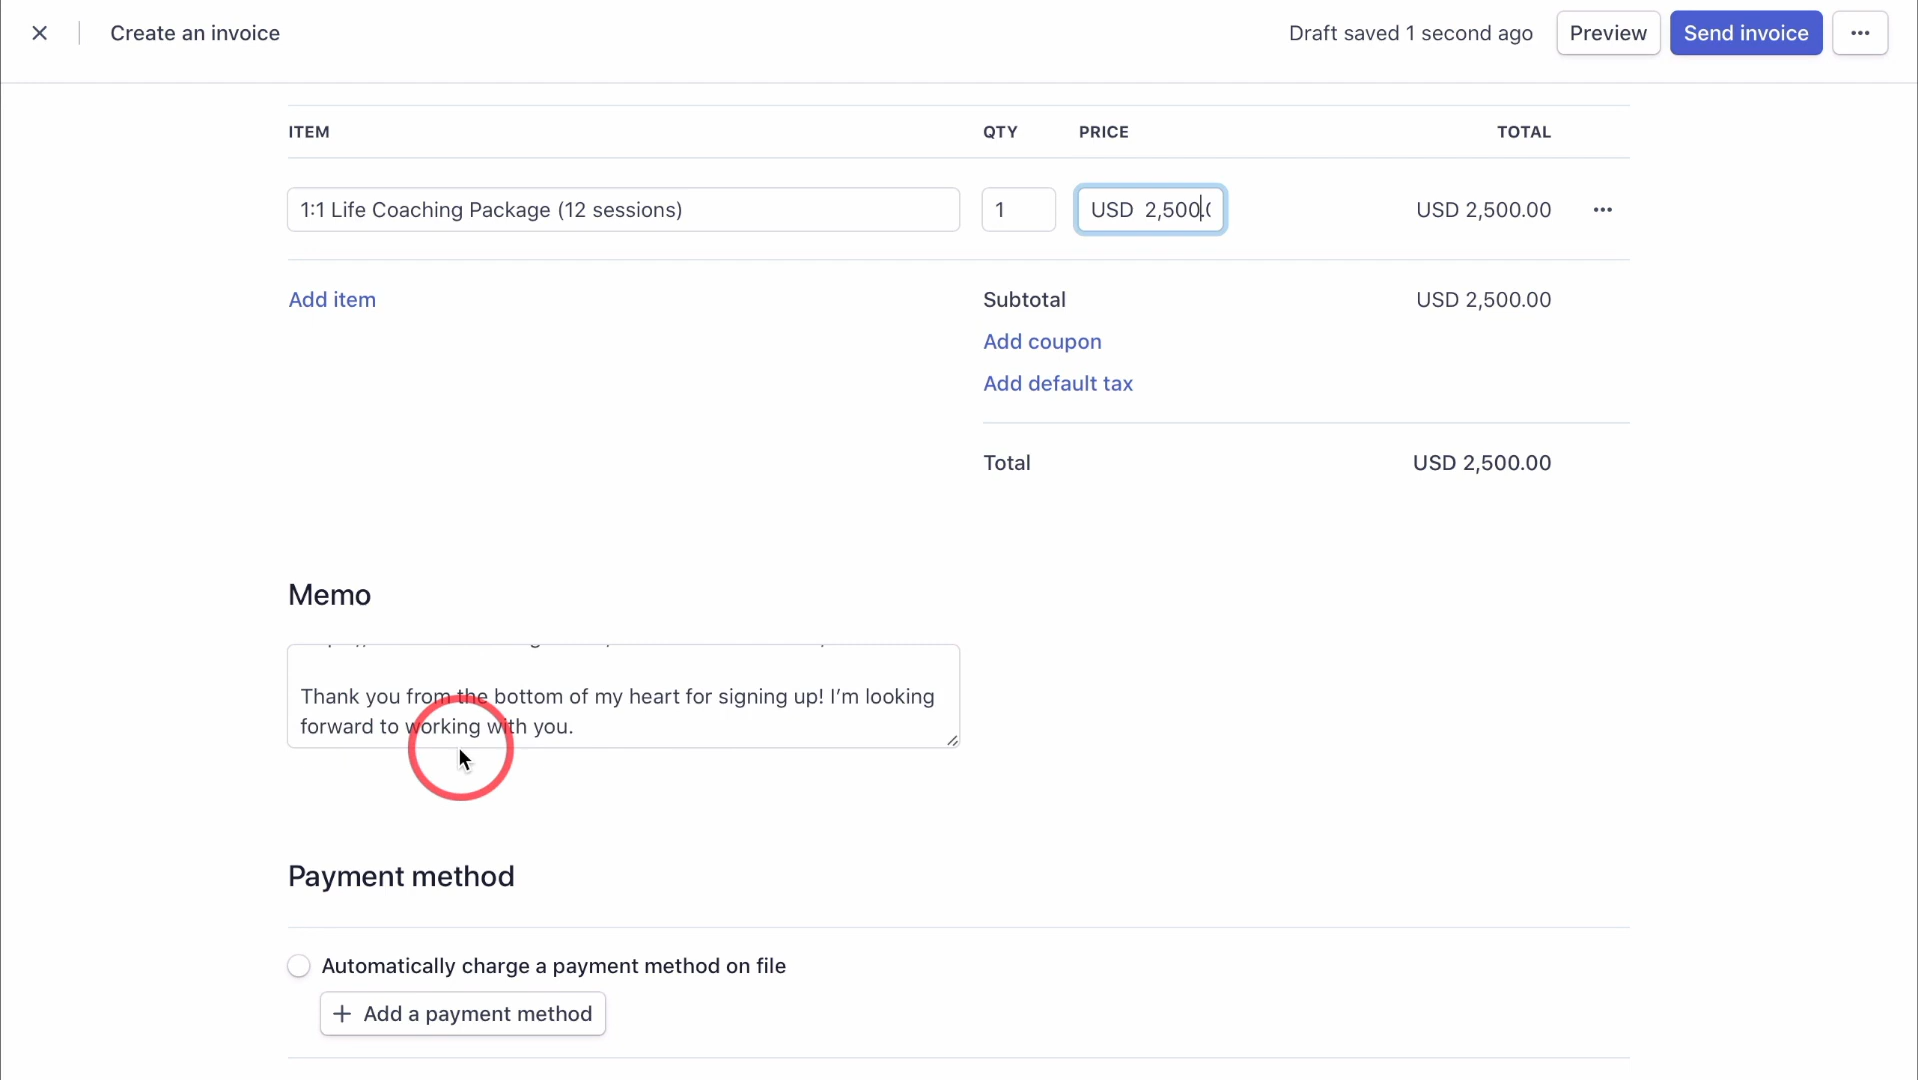 Create an invoice
Draft saved 1 second ago
Preview
Send invoice
ITEM QTY PRICE TOTAL
1:1 Life Coaching Package (12 sessions) 1 USD 2,500. USD 2,500.00
Add item
Subtotal USD 2,500.00
Add coupon
Add default tax
Total USD 2,500.00
Memo
Thank you from the bottom of my heart for signing up! I’m looking
forward to working with you.
Payment method
Automatically charge a payment method on file
Add a payment method